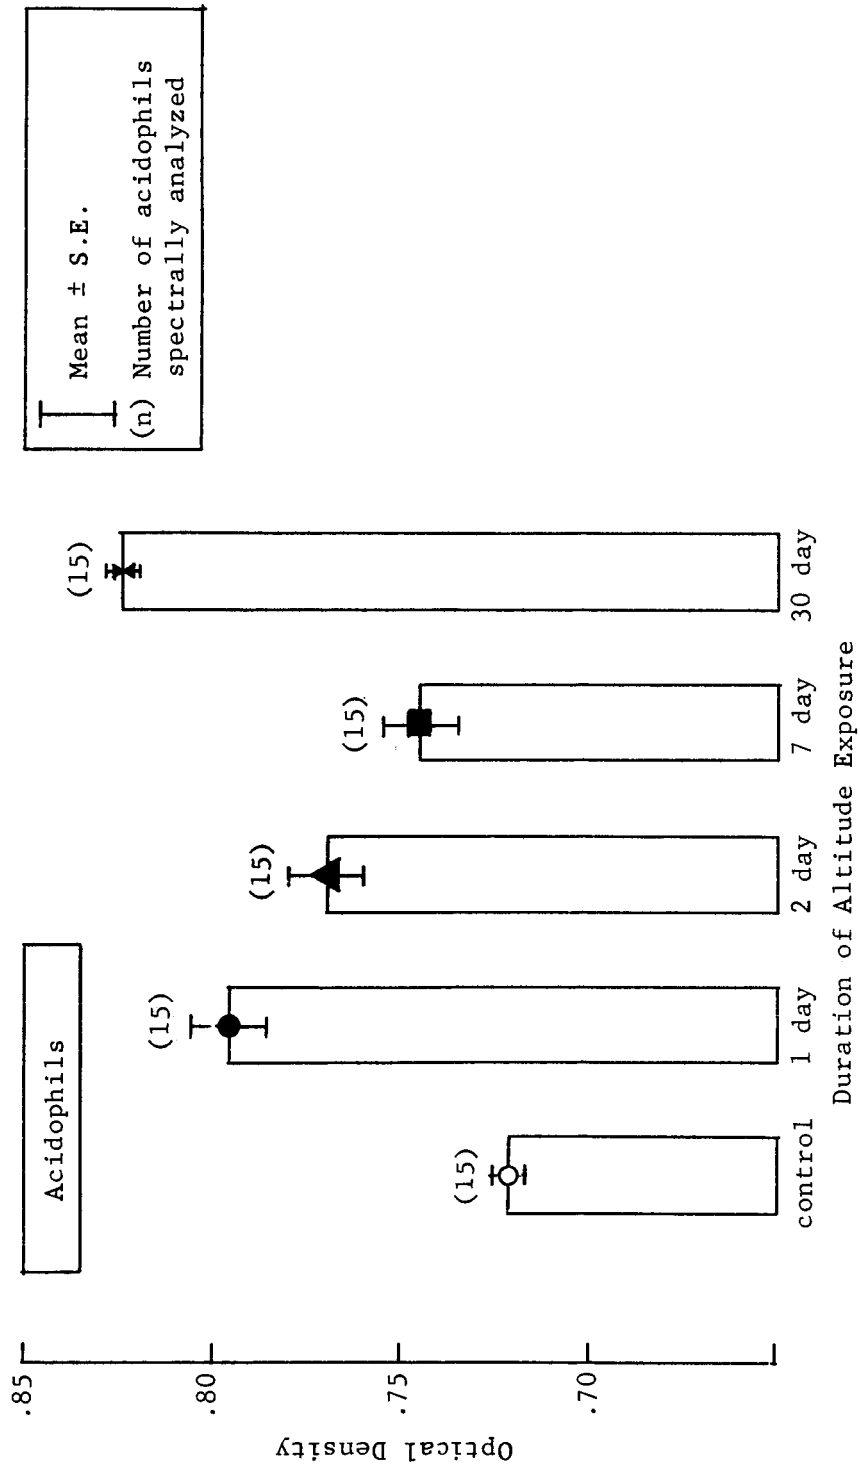 Acidophils
Mean ± S.E.
(n) Number of acidophils
spectrally analyzed
Optical Density
.85
.80
.75
.70
(15)
(15)
(15)
(15)
(15)
control
1 day
2 day
7 day
30 day
Duration of Altitude Exposure